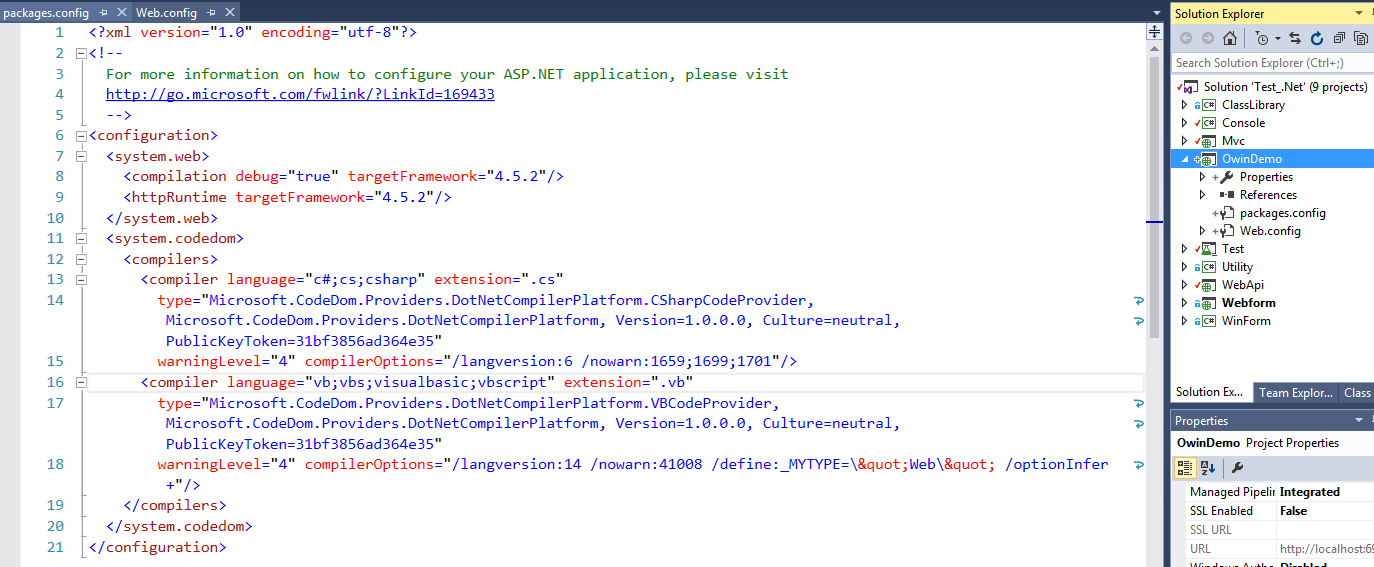 packages.config
Web.config
1 <?xml version="1.0" encoding="utf-8"?>
2 <!--
3 For more information on how to configure your ASP.NET application, please visit
4 http://go.microsoft.com/fwlink/?LinkId=169433
5 -->
6 <configuration>
7 <system.web>
8 <compilation debug="true" targetFramework="4.5.2"/>
9 <httpRuntime targetFramework="4.5.2"/>
10 </system.web>
11 <system.codedom>
12 <compilers>
13 <compiler language="c#;cs;csharp" extension=".cs"
14 type="Microsoft.CodeDom.Providers.DotNetCompilerPlatform.CSharpCodeProvider,
Microsoft.CodeDom.Providers.DotNetCompilerPlatform, Version=1.0.0.0, Culture=neutral,
PublicKeyToken=31bf3856ad364e35"
15 warningLevel="4" compilerOptions="/langversion:6 /nowarn:1659;1699;1701"/>
16 <compiler language="vb;vbs;visualbasic;vbscript" extension=".vb"
17 type="Microsoft.CodeDom.Providers.DotNetCompilerPlatform.VBCodeProvider,
Microsoft.CodeDom.Providers.DotNetCompilerPlatform, Version=1.0.0.0, Culture=neutral,
PublicKeyToken=31bf3856ad364e35"
18 warningLevel="4" compilerOptions="/langversion:14 /nowarn:41008 /define:_MYTYPE=\&quot;Web\&quot; /optionInfer
+"/>
19 </compilers>
20 </system.codedom>
21 </configuration>
Solution Explorer
Search Solution Explorer (Ctrl+;)
Solution 'Test_.Net' (9 projects)
C# ClassLibrary
C# Console
Mvc
OwinDemo
Properties
References
packages.config
Web.config
Test
C# Utility
WebApi
Webform
C# WinForm
Solution Ex... Team Explor... Class
Properties
OwinDemo Project Properties
Managed Pipelin Integrated
SSL Enabled False
SSL URL
URL http://localhost:69
Windows Authe Disabled